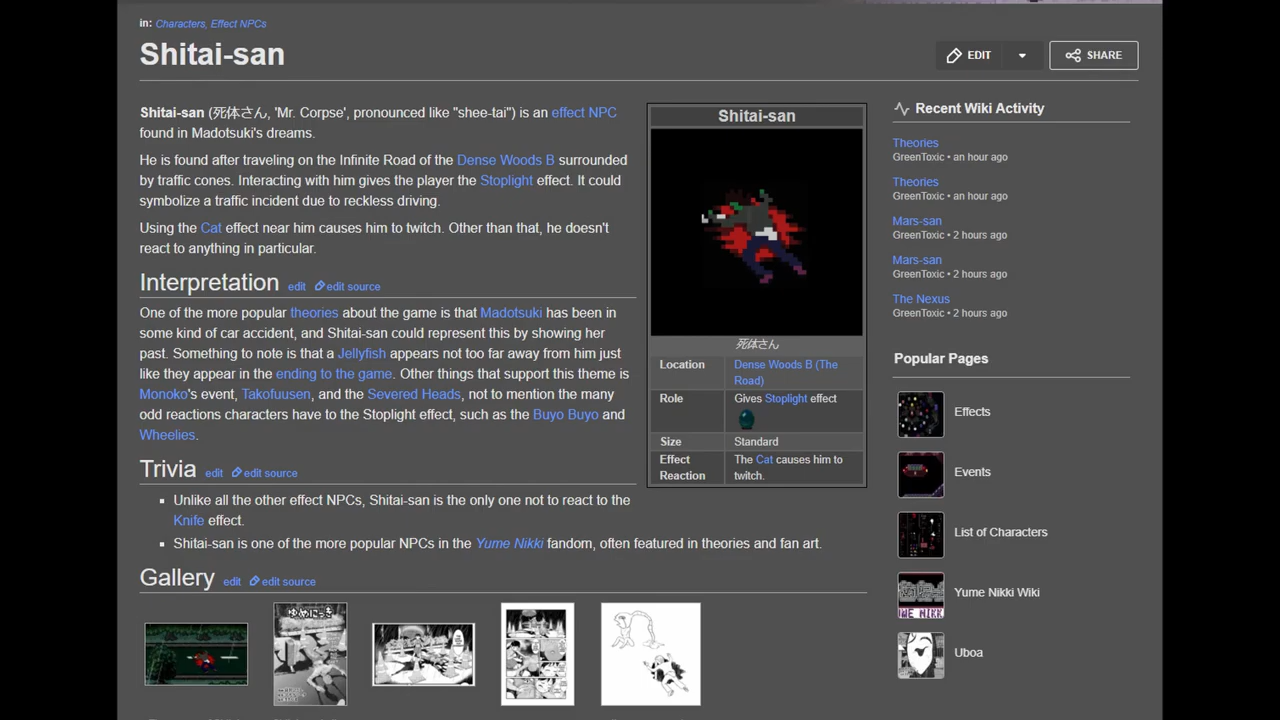 in: Characters, Effect NPCs
Shitai-san
EDIT
SHARE
Shitai-san (死体さん, 'Mr. Corpse', pronounced like "shee-tai") is an effect NPC
found in Madotsuki's dreams.
He is found after traveling on the Infinite Road of the Dense Woods B surrounded
by traffic cones. Interacting with him gives the player the Stoplight effect. It could
symbolize a traffic incident due to reckless driving.
Using the Cat effect near him causes him to twitch. Other than that, he doesn't
react to anything in particular.
Interpretation edit edit source
One of the more popular theories about the game is that Madotsuki has been in
some kind of car accident, and Shitai-san could represent this by showing her
past. Something to note is that a Jellyfish appears not too far away from him just
like they appear in the ending to the game. Other things that support this theme is
Monoko's event, Takofuusen, and the Severed Heads, not to mention the many
odd reactions characters have to the Stoplight effect, such as the Buyo Buyo and
Wheelies.
Trivia edit edit source
Unlike all the other effect NPCs, Shitai-san is the only one not to react to the
Knife effect.
Shitai-san is one of the more popular NPCs in the Yume Nikki fandom, often featured in theories and fan art.
Gallery edit edit source
Shitai-san
死体さん
Location Dense Woods B (The
Road)
Role Gives Stoplight effect
Size Standard
Effect The Cat causes him to
Reaction twitch.
Recent Wiki Activity
Theories
GreenToxic • an hour ago
Theories
GreenToxic • an hour ago
Mars-san
GreenToxic • 2 hours ago
Mars-san
GreenToxic • 2 hours ago
The Nexus
GreenToxic • 2 hours ago
Popular Pages
Effects
Events
List of Characters
Yume Nikki Wiki
Uboa